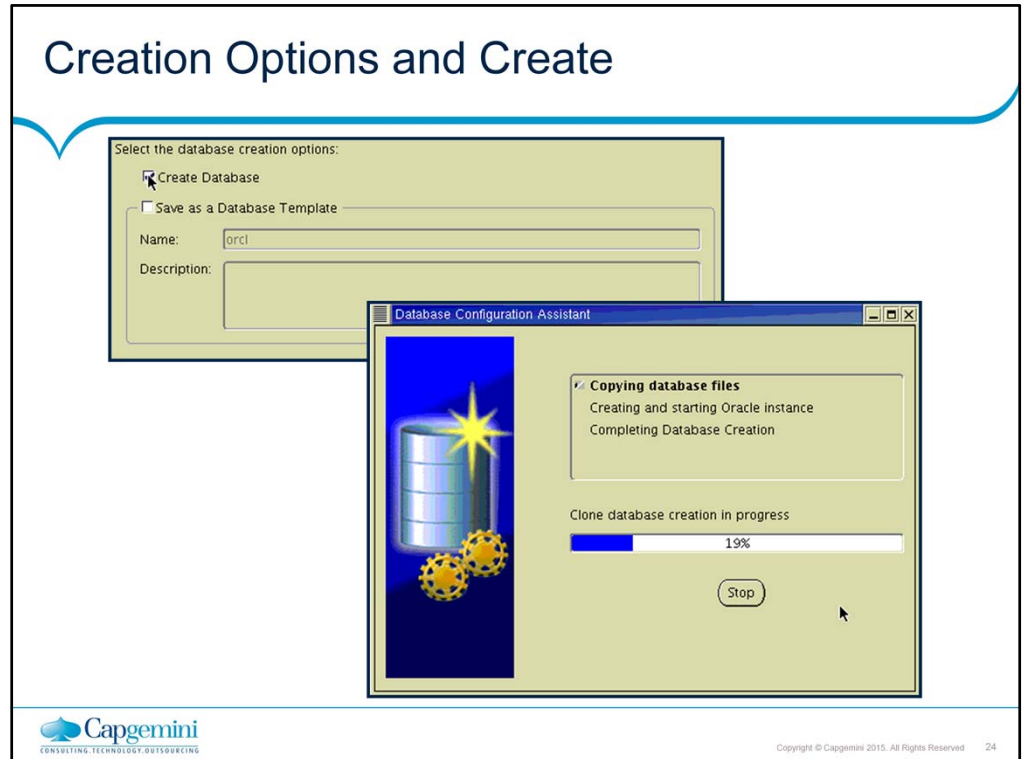 Creation Options and Create
Select the database creation options:
Create Database
Save as a Database Template
Name: orcl
Description:
Database Configuration Assistant
Copying database files
Creating and starting Oracle instance
Completing Database Creation
Clone database creation in progress
19%
Stop
Capgemini
CONSULTING.TECHNOLOGY.OUTSOURCING
Copyright © Capgemini 2015. All Rights Reserved 24